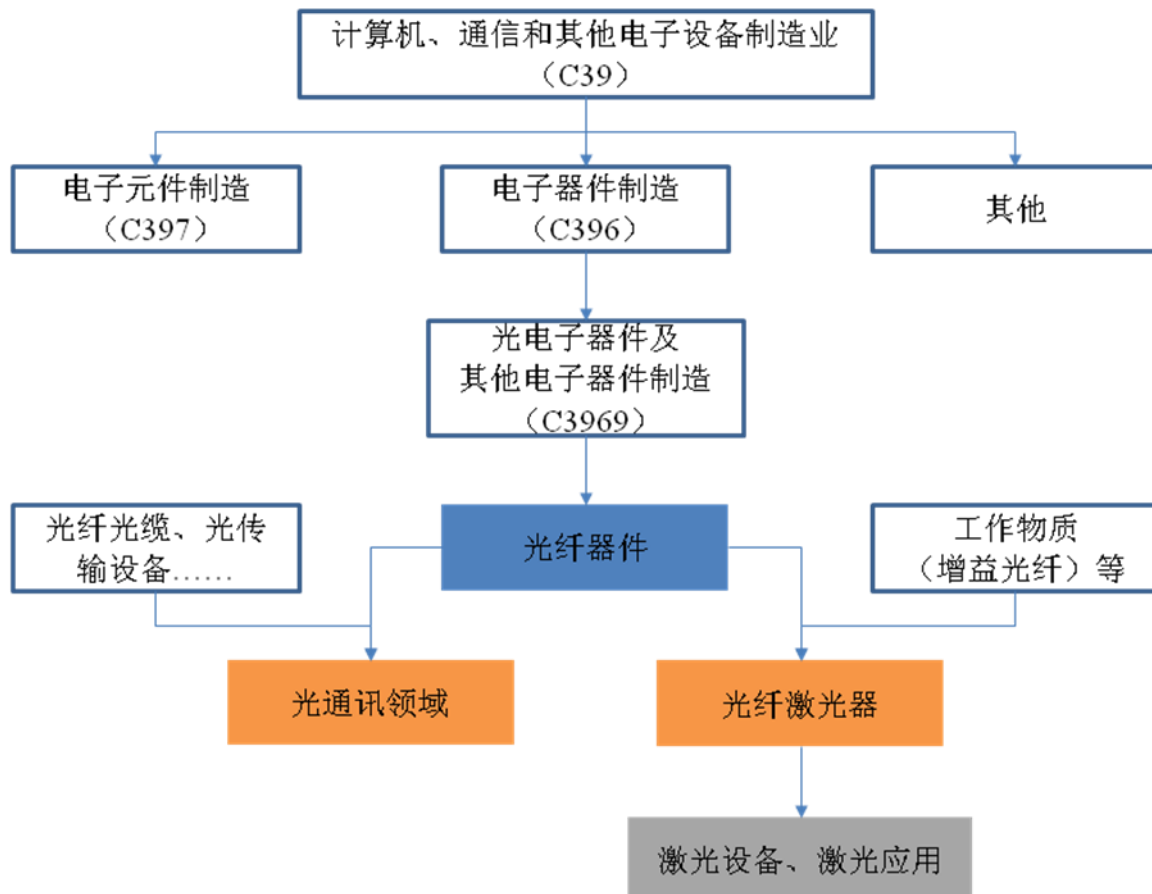 计算机、通信和其他电子设备制造业
（C39）
电子元件制造
（C397）
电子器件制造
（C396）
其他
光电子器件及
其他电子器件制造
（C3969）
光纤光缆、光传
输设备……
光纤器件
工作物质
（增益光纤）等
光通讯领域
光纤激光器
激光设备、激光应用